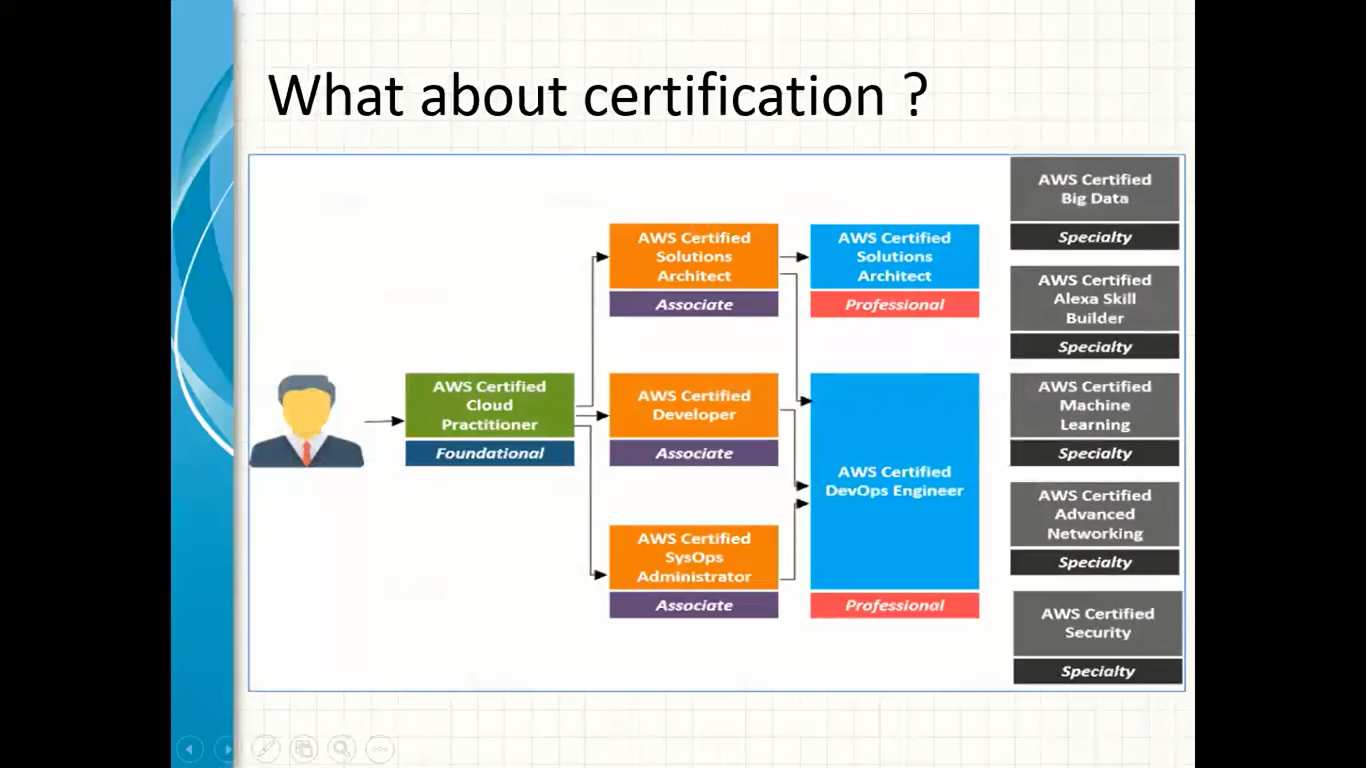 What about certification ?
AWS Certified
Cloud
Practitioner
Foundational
AWS Certified
Solutions
Architect
Associate
AWS Certified
Developer
Associate
AWS Certified
SysOps
Administrator
Associate
AWS Certified
Solutions
Architect
Professional
AWS Certified
DevOps Engineer
Professional
AWS Certified
Big Data
Specialty
AWS Certified
Alexa Skill
Builder
Specialty
AWS Certified
Machine
Learning
Specialty
AWS Certified
Advanced
Networking
Specialty
AWS Certified
Security
Specialty